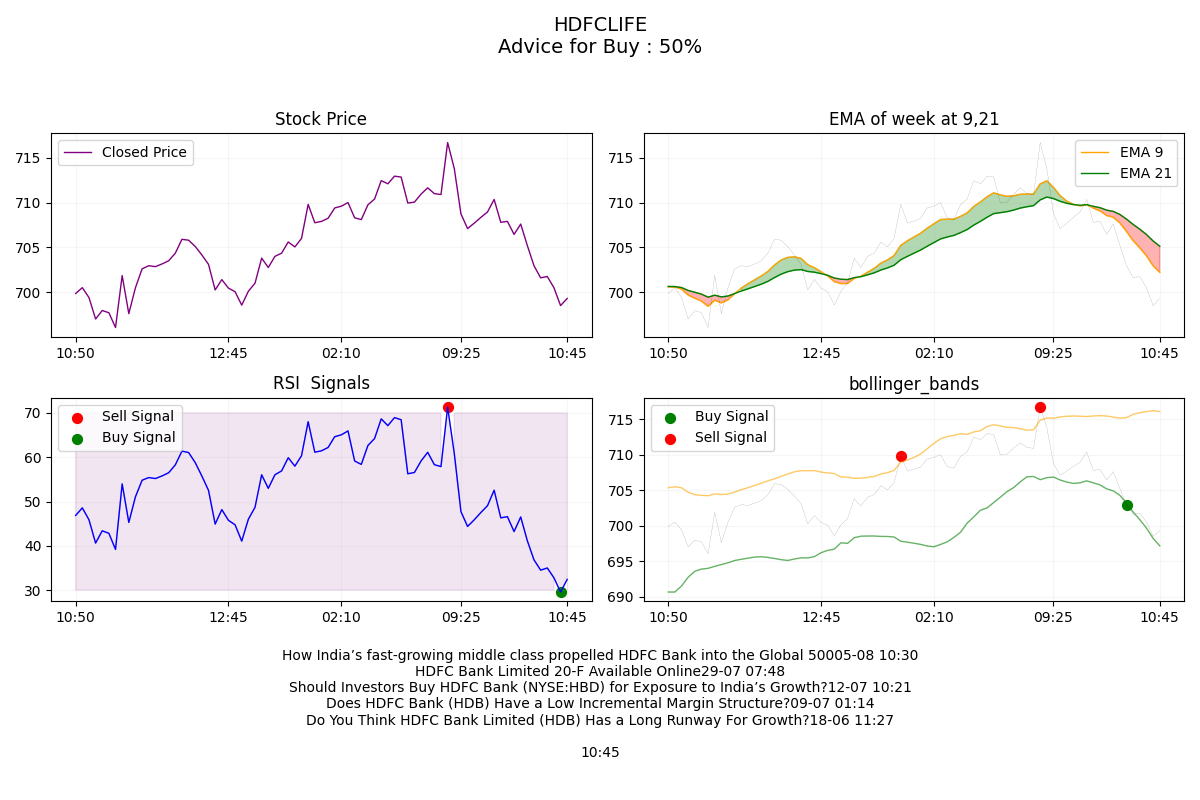 HDFCLIFE
Advice for Buy : 50%
Stock Price
Closed Price
715
710
705
700
10:50
12:45
02:10
09:25
10:45
EMA of week at 9,21
EMA 9
EMA 21
715
710
705
700
10:50
12:45
02:10
09:25
10:45
RSI  Signals
Sell Signal
Buy Signal
70
60
50
40
30
10:50
12:45
02:10
09:25
10:45
bollinger_bands
Buy Signal
Sell Signal
715
710
705
700
695
690
10:50
12:45
02:10
09:25
10:45
How India’s fast-growing middle class propelled HDFC Bank into the Global 50005-08 10:30
HDFC Bank Limited 20-F Available Online29-07 07:48
Should Investors Buy HDFC Bank (NYSE:HBD) for Exposure to India’s Growth?12-07 10:21
Does HDFC Bank (HDB) Have a Low Incremental Margin Structure?09-07 01:14
Do You Think HDFC Bank Limited (HDB) Has a Long Runway For Growth?18-06 11:27
10:45